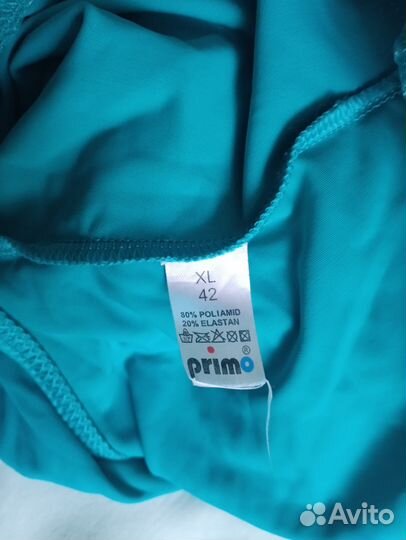 XL
42
80% POLIAMID
20% ELASTAN
primo®
Avito